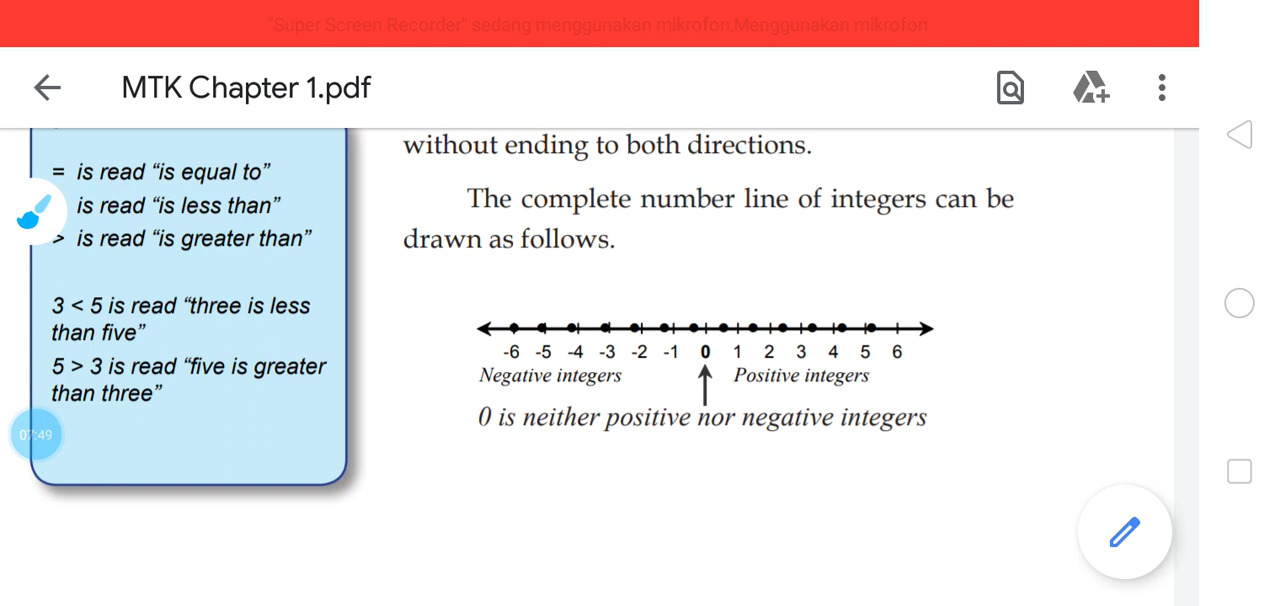 "Super Screen Recorder" sedang menggunakan mikrofon.Menggunakan mikrofon
MTK Chapter 1.pdf
= is read “is equal to”
is read “is less than”
> is read “is greater than”
3 < 5 is read “three is less
than five”
5 > 3 is read “five is greater
than three”
07:49
without ending to both directions.
The complete number line of integers can be
drawn as follows.
-6 -5 -4 -3 -2 -1 0 1 2 3 4 5 6
Negative integers Positive integers
0 is neither positive nor negative integers